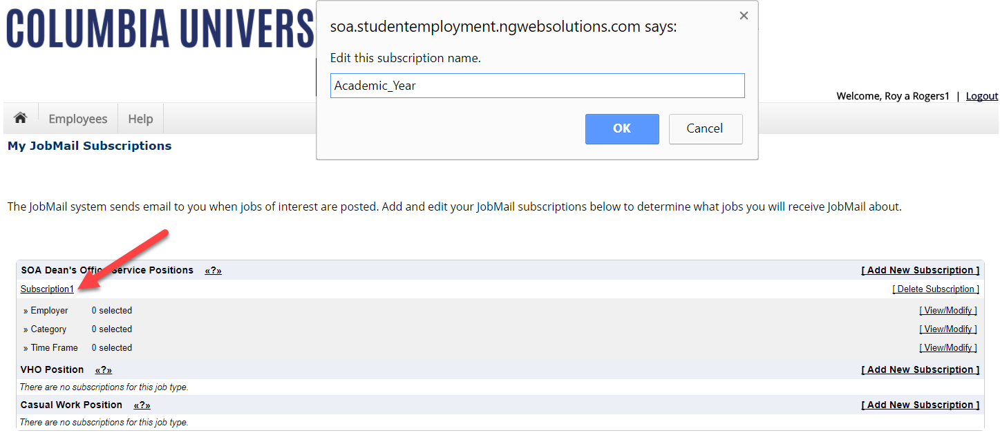 COLUMBIA UNIVERS
soa.studentemployment.ngwebsolutions.com says:
Edit this subscription name.
Academic_Year
OK Cancel
Welcome, Roy a Rogers1 | Logout
Employees Help
My JobMail Subscriptions
The JobMail system sends email to you when jobs of interest are posted. Add and edit your JobMail subscriptions below to determine what jobs you will receive JobMail about.
SOA Dean's Office Service Positions «?» [ Add New Subscription ]
Subscription1 [ Delete Subscription ]
» Employer 0 selected [ View/Modify ]
» Category 0 selected [ View/Modify ]
» Time Frame 0 selected [ View/Modify ]
VHO Position «?» [ Add New Subscription ]
There are no subscriptions for this job type.
Casual Work Position «?» [ Add New Subscription ]
There are no subscriptions for this job type.